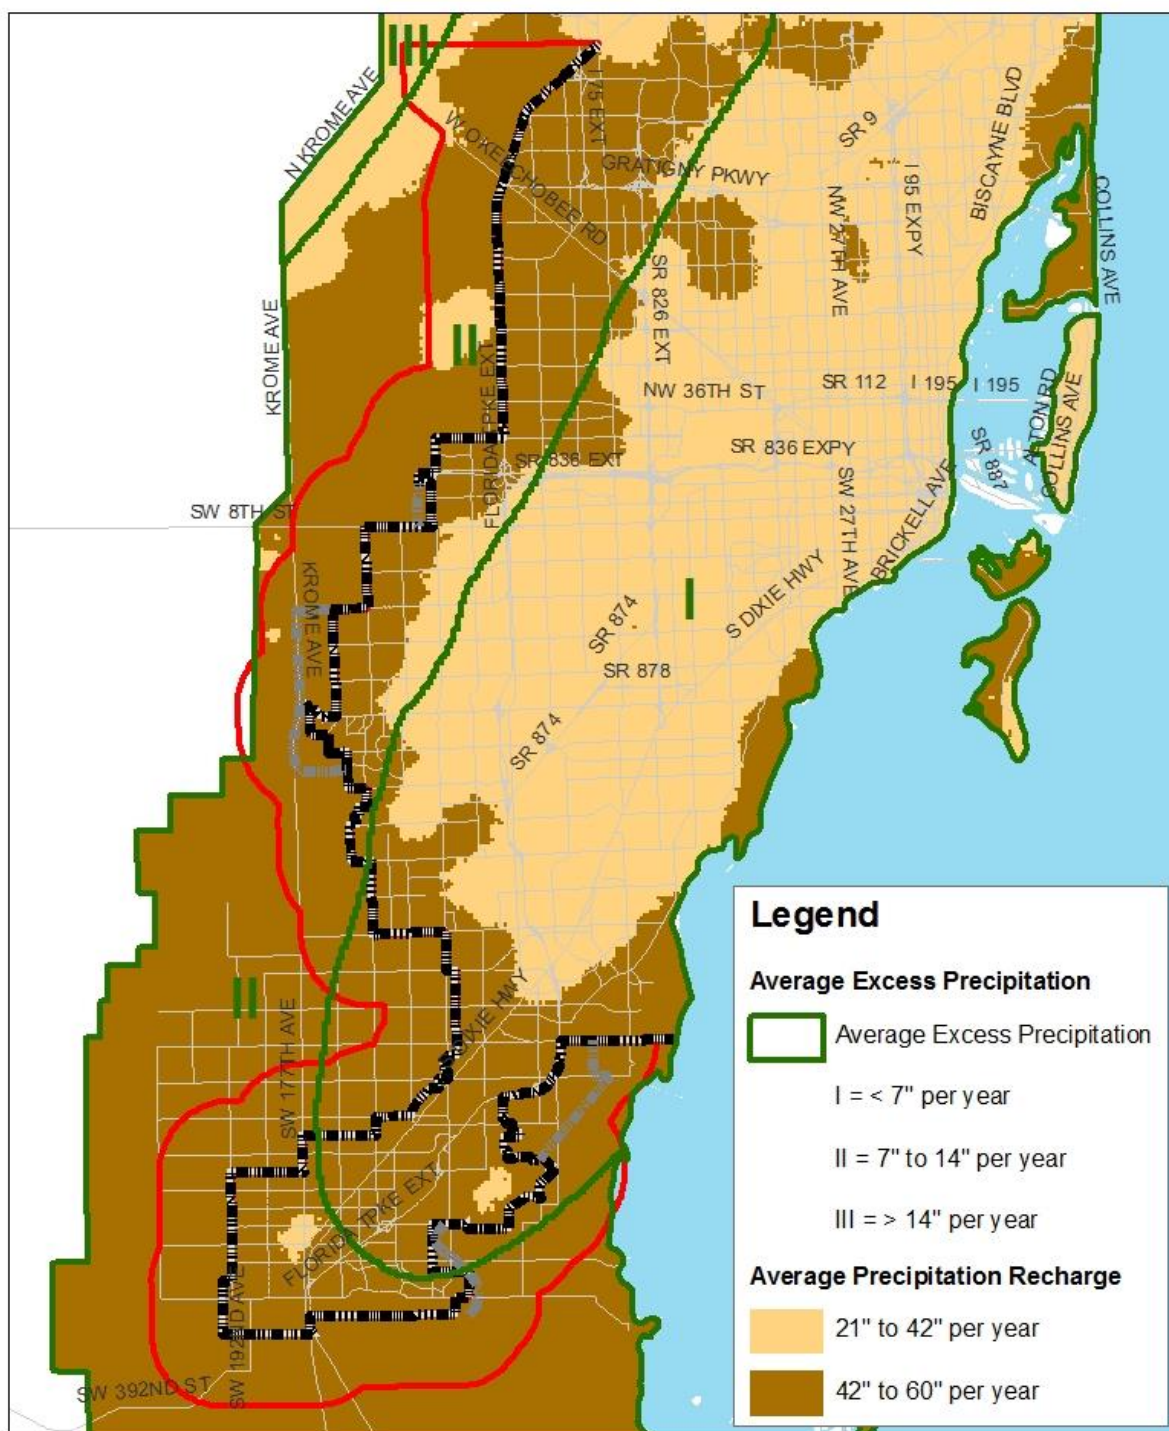 III
N KROME AVE
I 75 EXT
W OKEECHOBEE RD
GRATIGNY PKWY
SR 9
I 95 EXPY
BISCAYNE BLVD
COLLINS AVE
NW 27TH AVE
SR 826 EXT
KROME AVE
II
FLORIDA TPKE EXT
NW 36TH ST
SR 112
I 195
I 195
ALTON RD
COLLINS AVE
SR 836 EXT
SR 836 EXPY
SR 887
SW 27TH AVE
BRICKELL AVE
SW 8TH ST
KROME AVE
I
SR 874
S DIXIE HWY
SR 878
SR 874
II
SW 177TH AVE
DIXIE HWY
FLORIDA TPKE EXT
SW 192ND AVE
SW 392ND ST
Legend
Average Excess Precipitation
Average Excess Precipitation
I = < 7" per year
II = 7" to 14" per year
III = > 14" per year
Average Precipitation Recharge
21" to 42" per year
42" to 60" per year